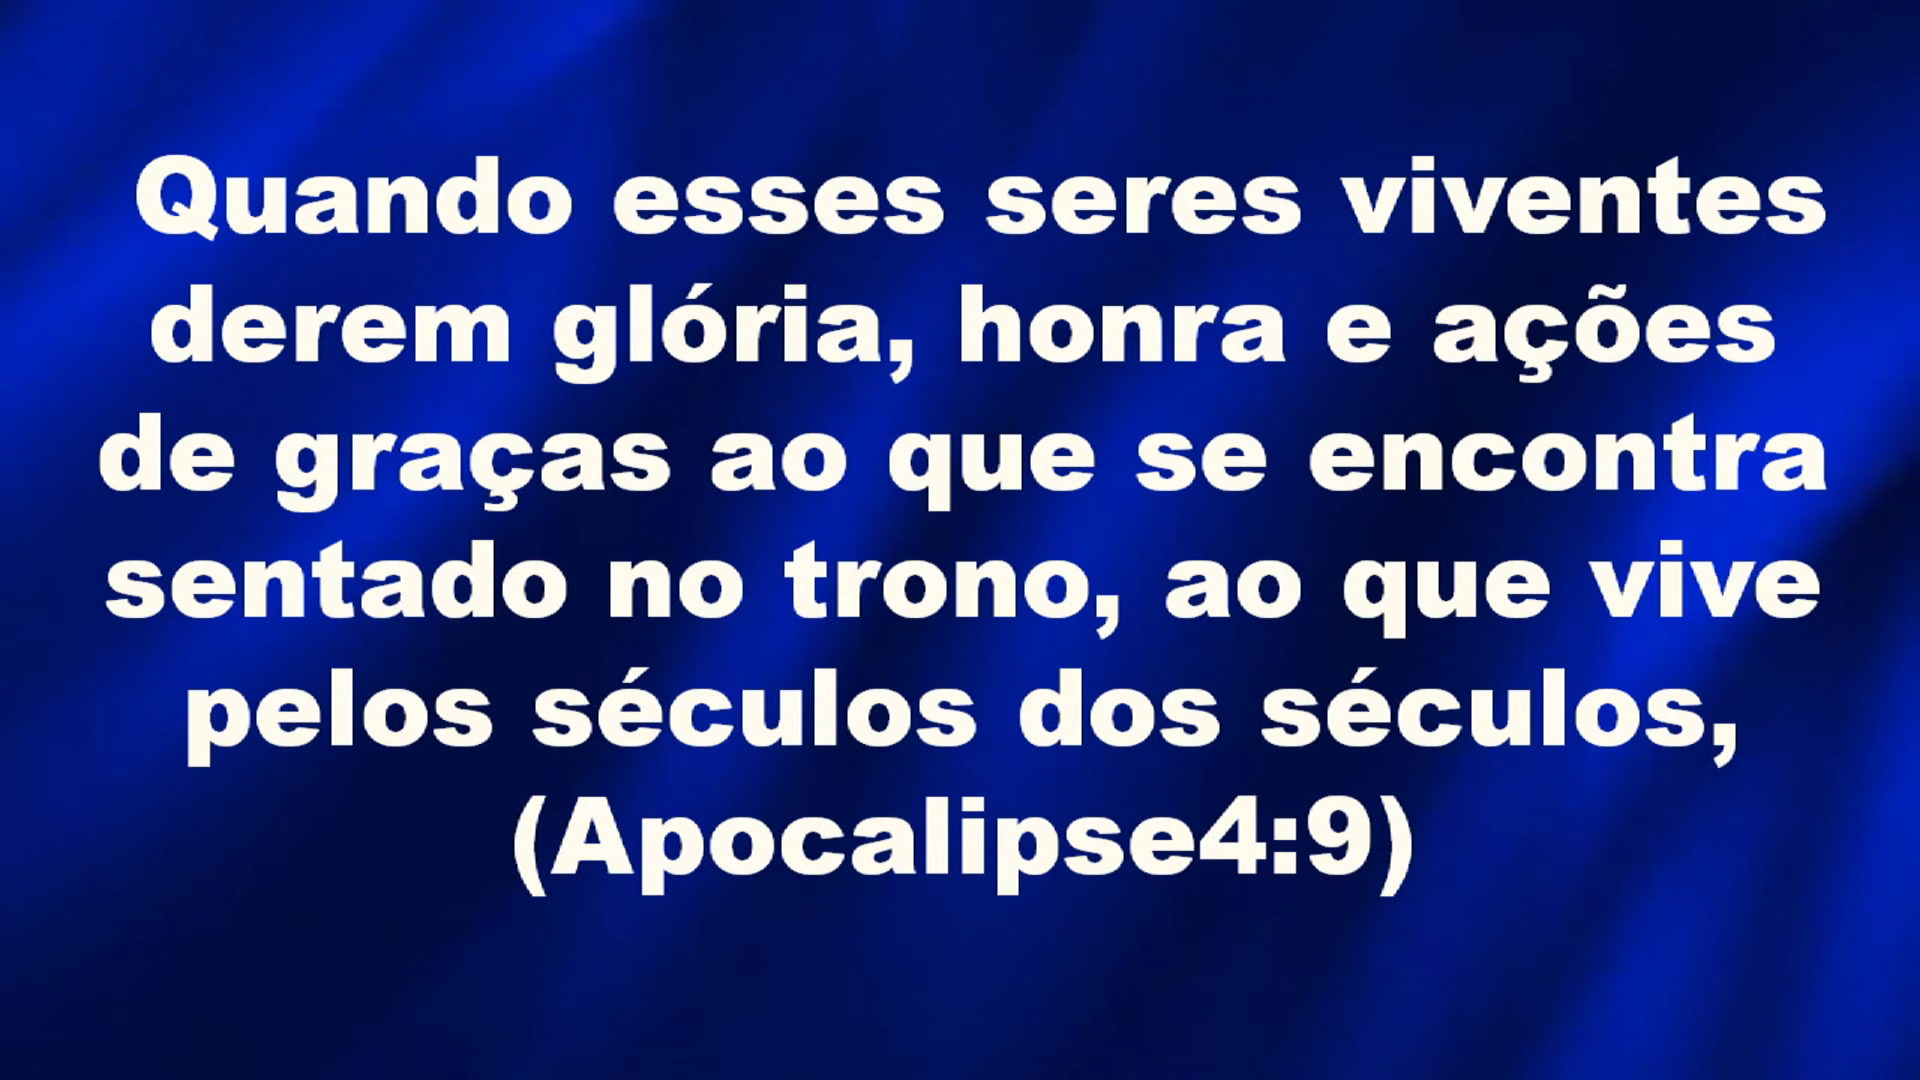 Quando esses seres viventes
derem glória, honra e ações
de graças ao que se encontra
sentado no trono, ao que vive
pelos séculos dos séculos,
(Apocalipse4:9)